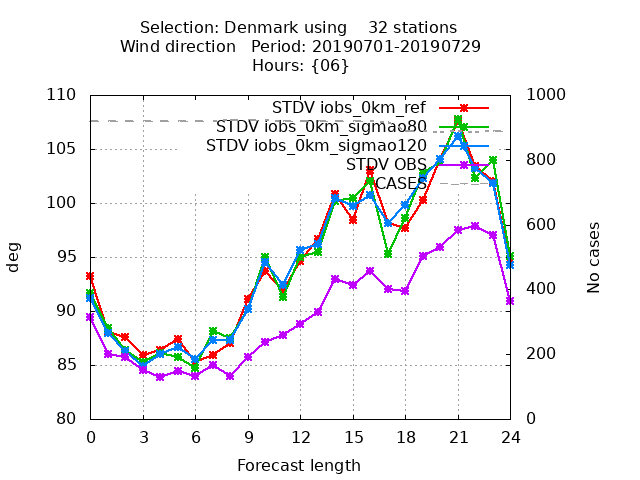 Selection: Denmark using    32 stations
Wind direction   Period: 20190701-20190729
Hours: {06}
STDV iobs_0km_ref
STDV iobs_0km_sigmao80
STDV iobs_0km_sigmao120
STDV OBS
CASES
110
105
100
95
90
85
80
deg
1000
800
600
400
200
0
No cases
0 3 6 9 12 15 18 21 24
Forecast length